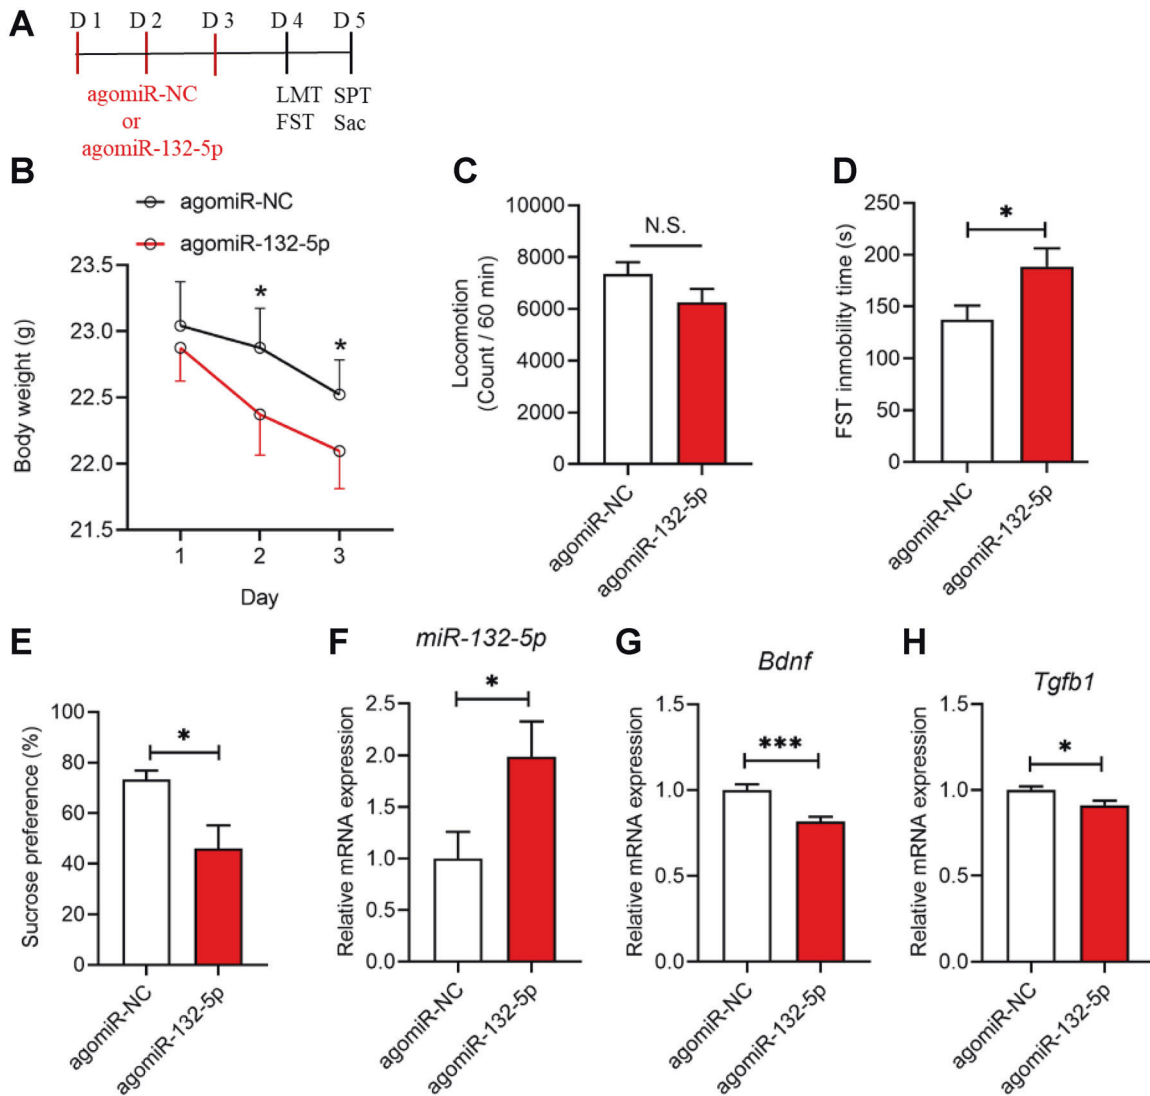 A
D 1
D 2
D 3
D 4
D 5
agomiR-NC
or
agomiR-132-5p
LMT
FST
SPT
Sac
B
agomiR-NC
agomiR-132-5p
Body weight (g)
23.5
23.0
22.5
22.0
21.5
*
*
1
2
3
Day
C
Locomotion
(Count / 60 min)
10000
8000
6000
4000
2000
0
N.S.
agomiR-NC
agomiR-132-5p
D
FST inmobility time (s)
250
200
150
100
50
0
*
agomiR-NC
agomiR-132-5p
E
Sucrose preference (%)
100
80
60
40
20
0
*
agomiR-NC
agomiR-132-5p
F
miR-132-5p
Relative mRNA expression
2.5
2.0
1.5
1.0
0.5
0.0
*
agomiR-NC
agomiR-132-5p
G
Bdnf
Relative mRNA expression
1.5
1.0
0.5
0.0
***
agomiR-NC
agomiR-132-5p
H
Tgfb1
Relative mRNA expression
1.5
1.0
0.5
0.0
*
agomiR-NC
agomiR-132-5p